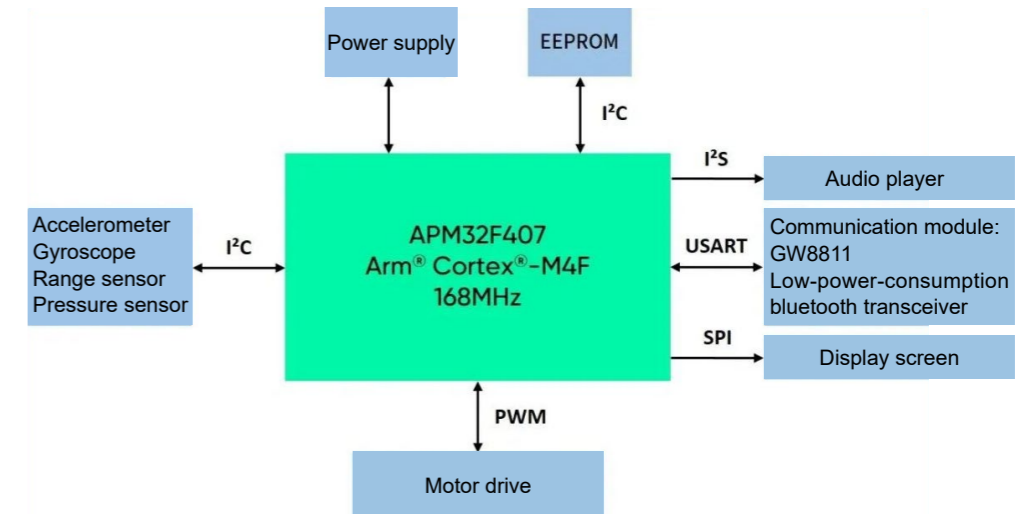 Power supply
EEPROM
I²C
I²S
Audio player
Accelerometer
Gyroscope
Range sensor
Pressure sensor
I²C
APM32F407
Arm® Cortex®-M4F
168MHz
USART
Communication module:
GW8811
Low-power-consumption
bluetooth transceiver
SPI
Display screen
PWM
Motor drive